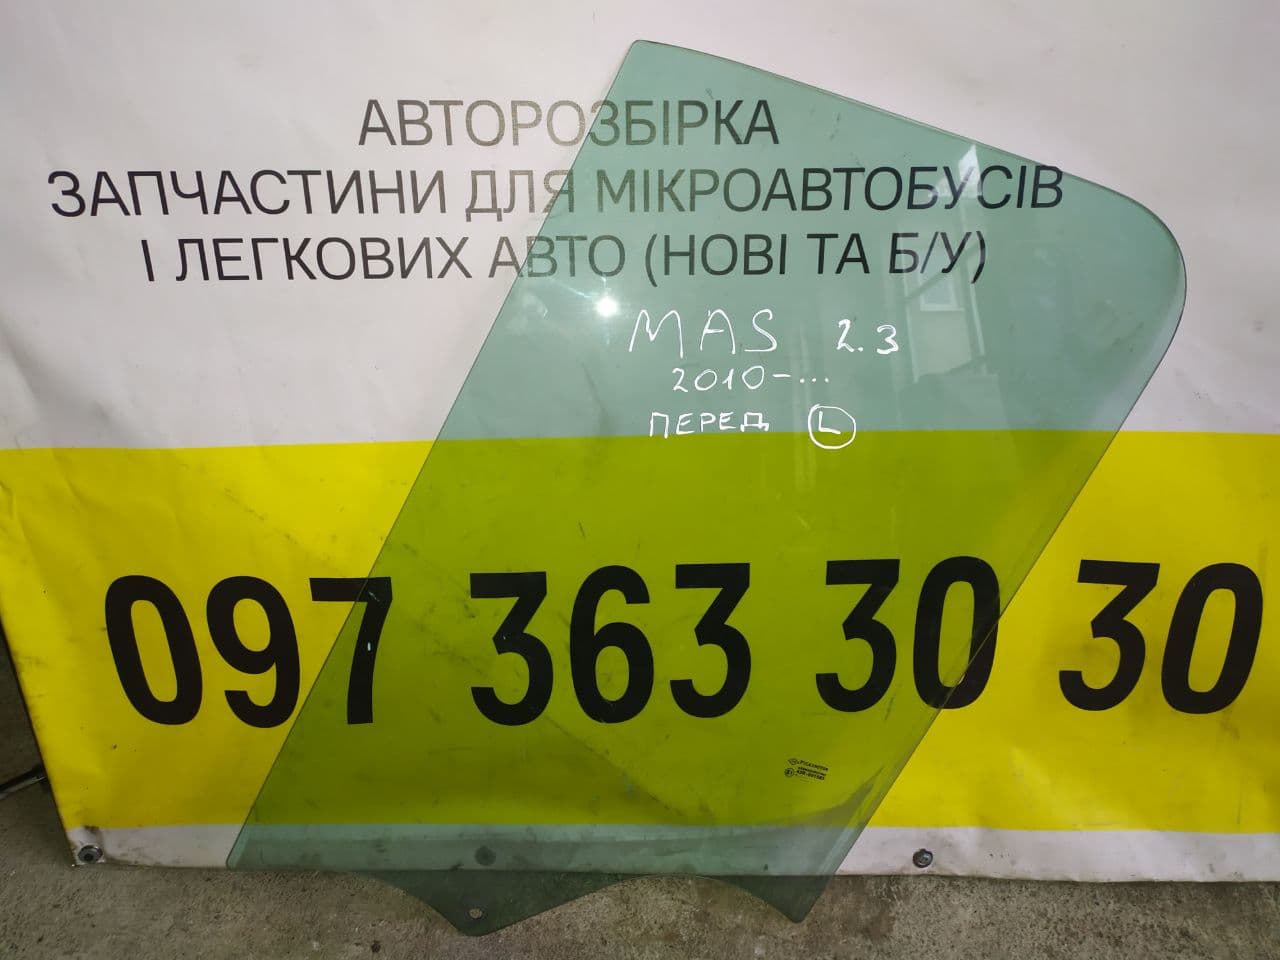 АВТОРОЗБІРКА
ЗАПЧАСТИНИ ДЛЯ МІКРОАВТОБУСІВ
І ЛЕГКОВИХ АВТО (НОВІ ТА Б/У)
MAS 2.3
2010-...
ПЕРЕД L
097 363 30 30